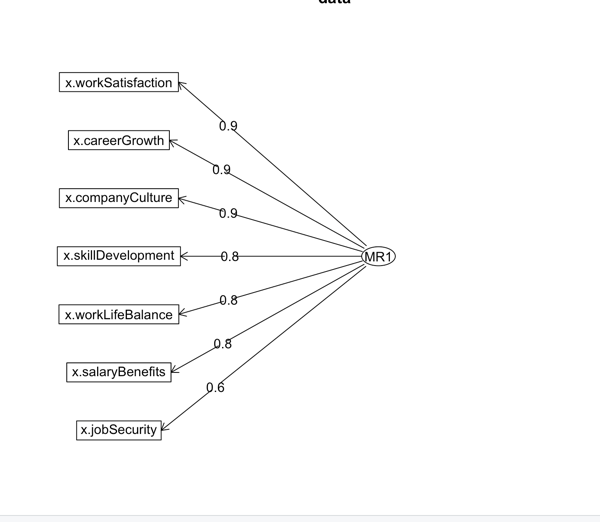 data
x.workSatisfaction
0.9
x.careerGrowth
0.9
x.companyCulture
0.9
x.skillDevelopment
0.8
MR1
x.workLifeBalance
0.8
x.salaryBenefits
0.8
x.jobSecurity
0.6